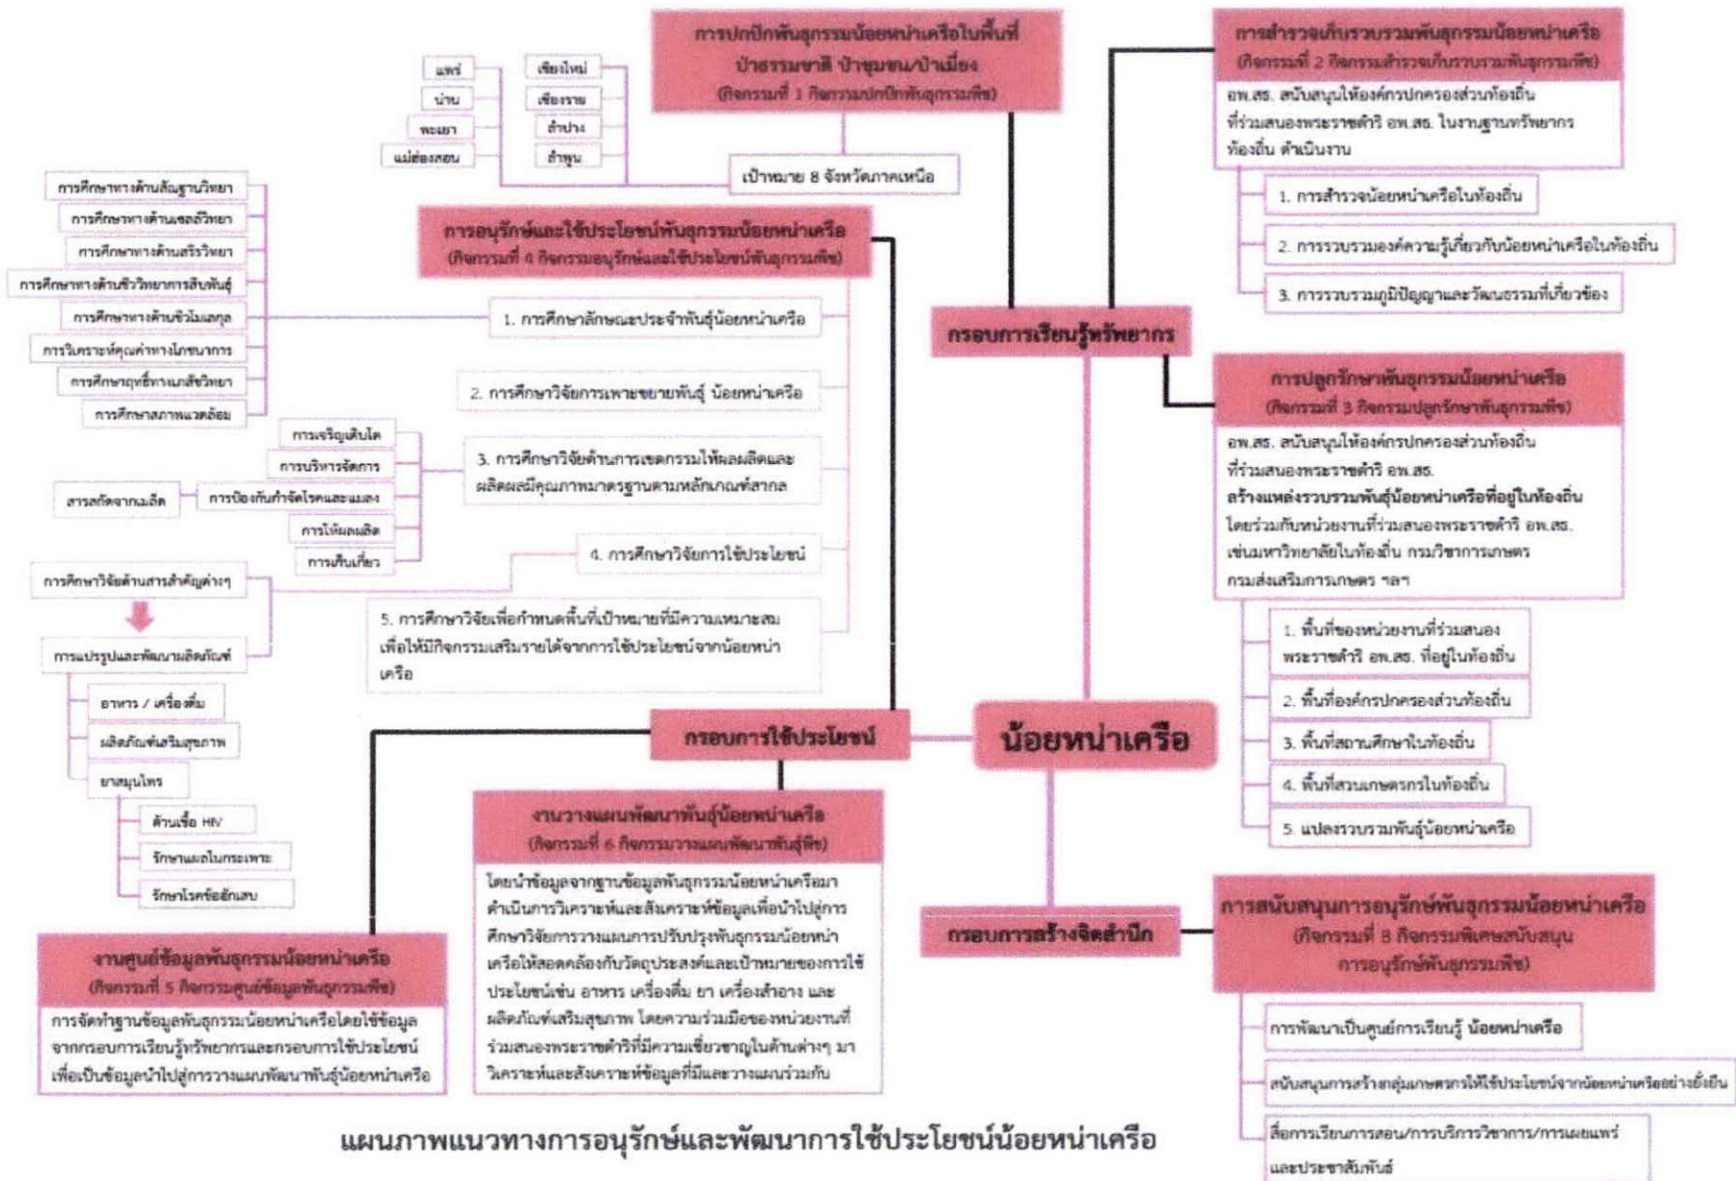 การปกปักพันธุกรรมน้อยหน่าเครือในพื้นที่
ป่าธรรมชาติ ป่าชุมชน/ป่าเมี่ยง
(กิจกรรมที่ 1 กิจกรรมปกปักพันธุกรรมพืช)
แพร่
น่าน
พะเยา
แม่ฮ่องสอน
เชียงใหม่
เชียงราย
ลำปาง
ลำพูน
เป้าหมาย 8 จังหวัดภาคเหนือ
การสำรวจเก็บรวบรวมพันธุกรรมน้อยหน่าเครือ
(กิจกรรมที่ 2 กิจกรรมสำรวจเก็บรวบรวมพันธุกรรมพืช)
อพ.สธ. สนับสนุนให้องค์กรปกครองส่วนท้องถิ่น
ที่ร่วมสนองพระราชดำริ อพ.สธ. ในงานฐานทรัพยากร
ท้องถิ่น ดำเนินงาน
1. การสำรวจน้อยหน่าเครือในท้องถิ่น
2. การรวบรวมองค์ความรู้เกี่ยวกับน้อยหน่าเครือในท้องถิ่น
3. การรวบรวมภูมิปัญญาและวัฒนธรรมที่เกี่ยวข้อง
กรอบการเรียนรู้ทรัพยากร
การปลูกรักษาพันธุกรรมน้อยหน่าเครือ
(กิจกรรมที่ 3 กิจกรรมปลูกรักษาพันธุกรรมพืช)
อพ.สธ. สนับสนุนให้องค์กรปกครองส่วนท้องถิ่น
ที่ร่วมสนองพระราชดำริ อพ.สธ.
สร้างแหล่งรวบรวมพันธุ์น้อยหน่าเครือที่อยู่ในท้องถิ่น
โดยร่วมกับหน่วยงานที่ร่วมสนองพระราชดำริ อพ.สธ.
เช่นมหาวิทยาลัยในท้องถิ่น กรมวิชาการเกษตร
กรมส่งเสริมการเกษตร ฯลฯ
1. พื้นที่ของหน่วยงานที่ร่วมสนอง
พระราชดำริ อพ.สธ. ที่อยู่ในท้องถิ่น
2. พื้นที่องค์กรปกครองส่วนท้องถิ่น
3. พื้นที่สถานศึกษาในท้องถิ่น
4. พื้นที่สวนเกษตรกรในท้องถิ่น
5. แปลงรวบรวมพันธุ์น้อยหน่าเครือ
การอนุรักษ์และใช้ประโยชน์พันธุกรรมน้อยหน่าเครือ
(กิจกรรมที่ 4 กิจกรรมอนุรักษ์และใช้ประโยชน์พันธุกรรมพืช)
1. การศึกษาลักษณะประจำพันธุ์น้อยหน่าเครือ
การศึกษาทางด้านสัณฐานวิทยา
การศึกษาทางด้านเซลล์วิทยา
การศึกษาทางด้านสรีรวิทยา
การศึกษาทางด้านชีววิทยาการสืบพันธุ์
การศึกษาทางด้านชีวโมเลกุล
การวิเคราะห์คุณค่าทางโภชนาการ
การศึกษาฤทธิ์ทางเภสัชวิทยา
การศึกษาสภาพแวดล้อม
2. การศึกษาวิจัยการเพาะขยายพันธุ์ น้อยหน่าเครือ
3. การศึกษาวิจัยด้านการเขตกรรมให้ผลผลิตและ
ผลิตผลมีคุณภาพมาตรฐานตามหลักเกณฑ์สากล
การเจริญเติบโต
การบริหารจัดการ
การป้องกันกำจัดโรคและแมลง
สารสกัดจากเมล็ด
การให้ผลผลิต
การเก็บเกี่ยว
4. การศึกษาวิจัยการใช้ประโยชน์
การศึกษาวิจัยด้านสารสำคัญต่างๆ
การแปรรูปและพัฒนาผลิตภัณฑ์
อาหาร / เครื่องดื่ม
ผลิตภัณฑ์เสริมสุขภาพ
ยาสมุนไพร
ต้านเชื้อ HIV
รักษาแผลในกระเพาะ
รักษาโรคข้ออักเสบ
5. การศึกษาวิจัยเพื่อกำหนดพื้นที่เป้าหมายที่มีความเหมาะสม
เพื่อให้มีกิจกรรมเสริมรายได้จากการใช้ประโยชน์จากน้อยหน่า
เครือ
กรอบการใช้ประโยชน์
น้อยหน่าเครือ
งานศูนย์ข้อมูลพันธุกรรมน้อยหน่าเครือ
(กิจกรรมที่ 5 กิจกรรมศูนย์ข้อมูลพันธุกรรมพืช)
การจัดทำฐานข้อมูลพันธุกรรมน้อยหน่าเครือโดยใช้ข้อมูล
จากกรอบการเรียนรู้ทรัพยากรและกรอบการใช้ประโยชน์
เพื่อเป็นข้อมูลนำไปสู่การวางแผนพัฒนาพันธุ์น้อยหน่าเครือ
งานวางแผนพัฒนาพันธุ์น้อยหน่าเครือ
(กิจกรรมที่ 6 กิจกรรมวางแผนพัฒนาพันธุ์พืช)
โดยนำข้อมูลจากฐานข้อมูลพันธุกรรมน้อยหน่าเครือมา
ดำเนินการวิเคราะห์และสังเคราะห์ข้อมูลเพื่อนำไปสู่การ
ศึกษาวิจัยการวางแผนการปรับปรุงพันธุกรรมน้อยหน่า
เครือให้สอดคล้องกับวัตถุประสงค์และเป้าหมายของการใช้
ประโยชน์เช่น อาหาร เครื่องดื่ม ยา เครื่องสำอาง และ
ผลิตภัณฑ์เสริมสุขภาพ โดยความร่วมมือของหน่วยงานที่
ร่วมสนองพระราชดำริที่มีความเชี่ยวชาญในด้านต่างๆ มา
วิเคราะห์และสังเคราะห์ข้อมูลที่มีและวางแผนร่วมกัน
กรอบการสร้างจิตสำนึก
การสนับสนุนการอนุรักษ์พันธุกรรมน้อยหน่าเครือ
(กิจกรรมที่ 8 กิจกรรมพิเศษสนับสนุน
การอนุรักษ์พันธุกรรมพืช)
การพัฒนาเป็นศูนย์การเรียนรู้ น้อยหน่าเครือ
สนับสนุนการสร้างกลุ่มเกษตรกรให้ใช้ประโยชน์จากน้อยหน่าเครืออย่างยั่งยืน
สื่อการเรียนการสอน/การบริการวิชาการ/การเผยแพร่
และประชาสัมพันธ์
แผนภาพแนวทางการอนุรักษ์และพัฒนาการใช้ประโยชน์น้อยหน่าเครือ